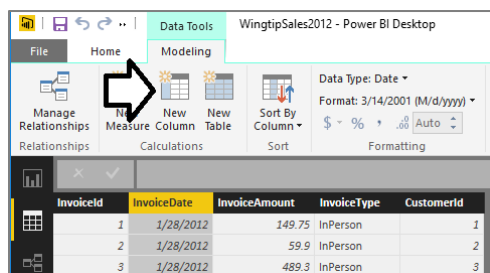 Data Tools WingtipSales2012 - Power BI Desktop
File Home Modeling
Manage Relationships
New Measure
New Column
New Table
Sort By Column
Data Type: Date
Format: 3/14/2001 (M/d/yyyy)
$ % , .00 Auto
Relationships Calculations Sort Formatting
InvoiceId InvoiceDate InvoiceAmount InvoiceType CustomerId
1 1/28/2012 149.75 InPerson 1
2 1/28/2012 59.9 InPerson 2
3 1/28/2012 489.3 InPerson 3